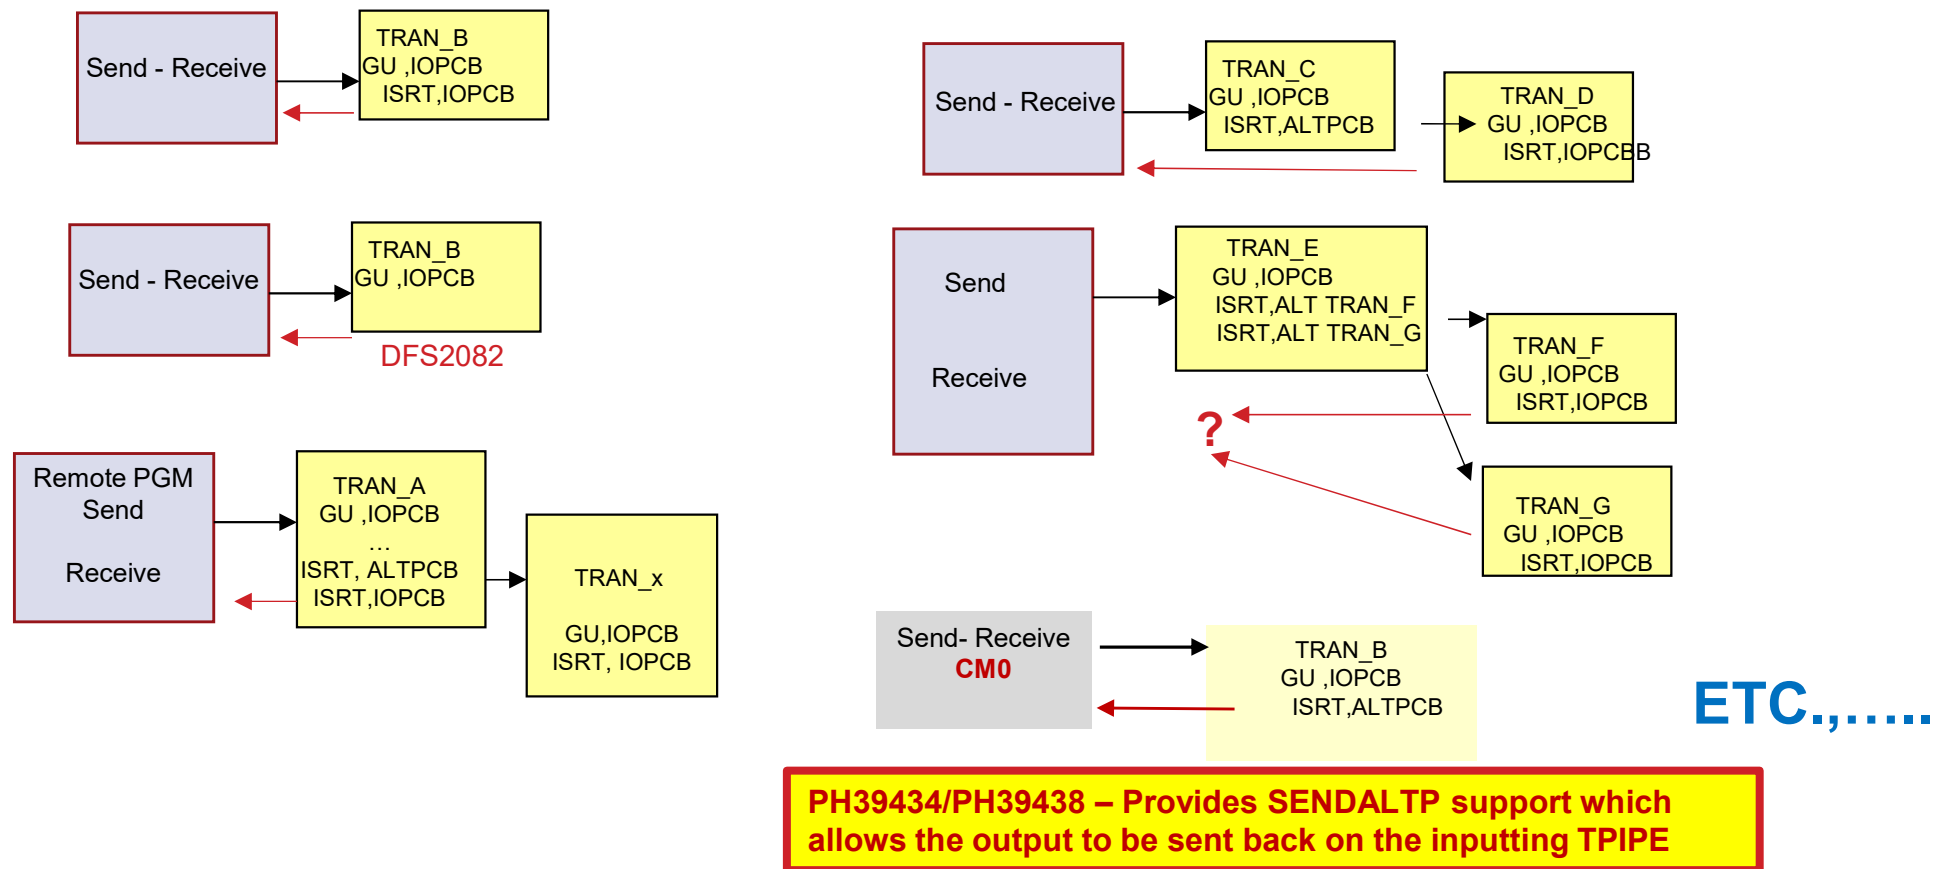 Send - Receive
TRAN_B
GU ,IOPCB
ISRT,IOPCB
Send - Receive
TRAN_B
GU ,IOPCB
DFS2082
Remote PGM
Send
Receive
TRAN_A
GU ,IOPCB
…
ISRT, ALTPCB
ISRT,IOPCB
TRAN_x
GU,IOPCB
ISRT, IOPCB
Send - Receive
TRAN_C
GU ,IOPCB
ISRT,ALTPCB
TRAN_D
GU ,IOPCB
ISRT,IOPCBB
Send
Receive
TRAN_E
GU ,IOPCB
ISRT,ALT TRAN_F
ISRT,ALT TRAN_G
?
TRAN_F
GU ,IOPCB
ISRT,IOPCB
TRAN_G
GU ,IOPCB
ISRT,IOPCB
Send- Receive
CM0
TRAN_B
GU ,IOPCB
ISRT,ALTPCB
ETC.,…..
PH39434/PH39438 – Provides SENDALTP support which
allows the output to be sent back on the inputting TPIPE